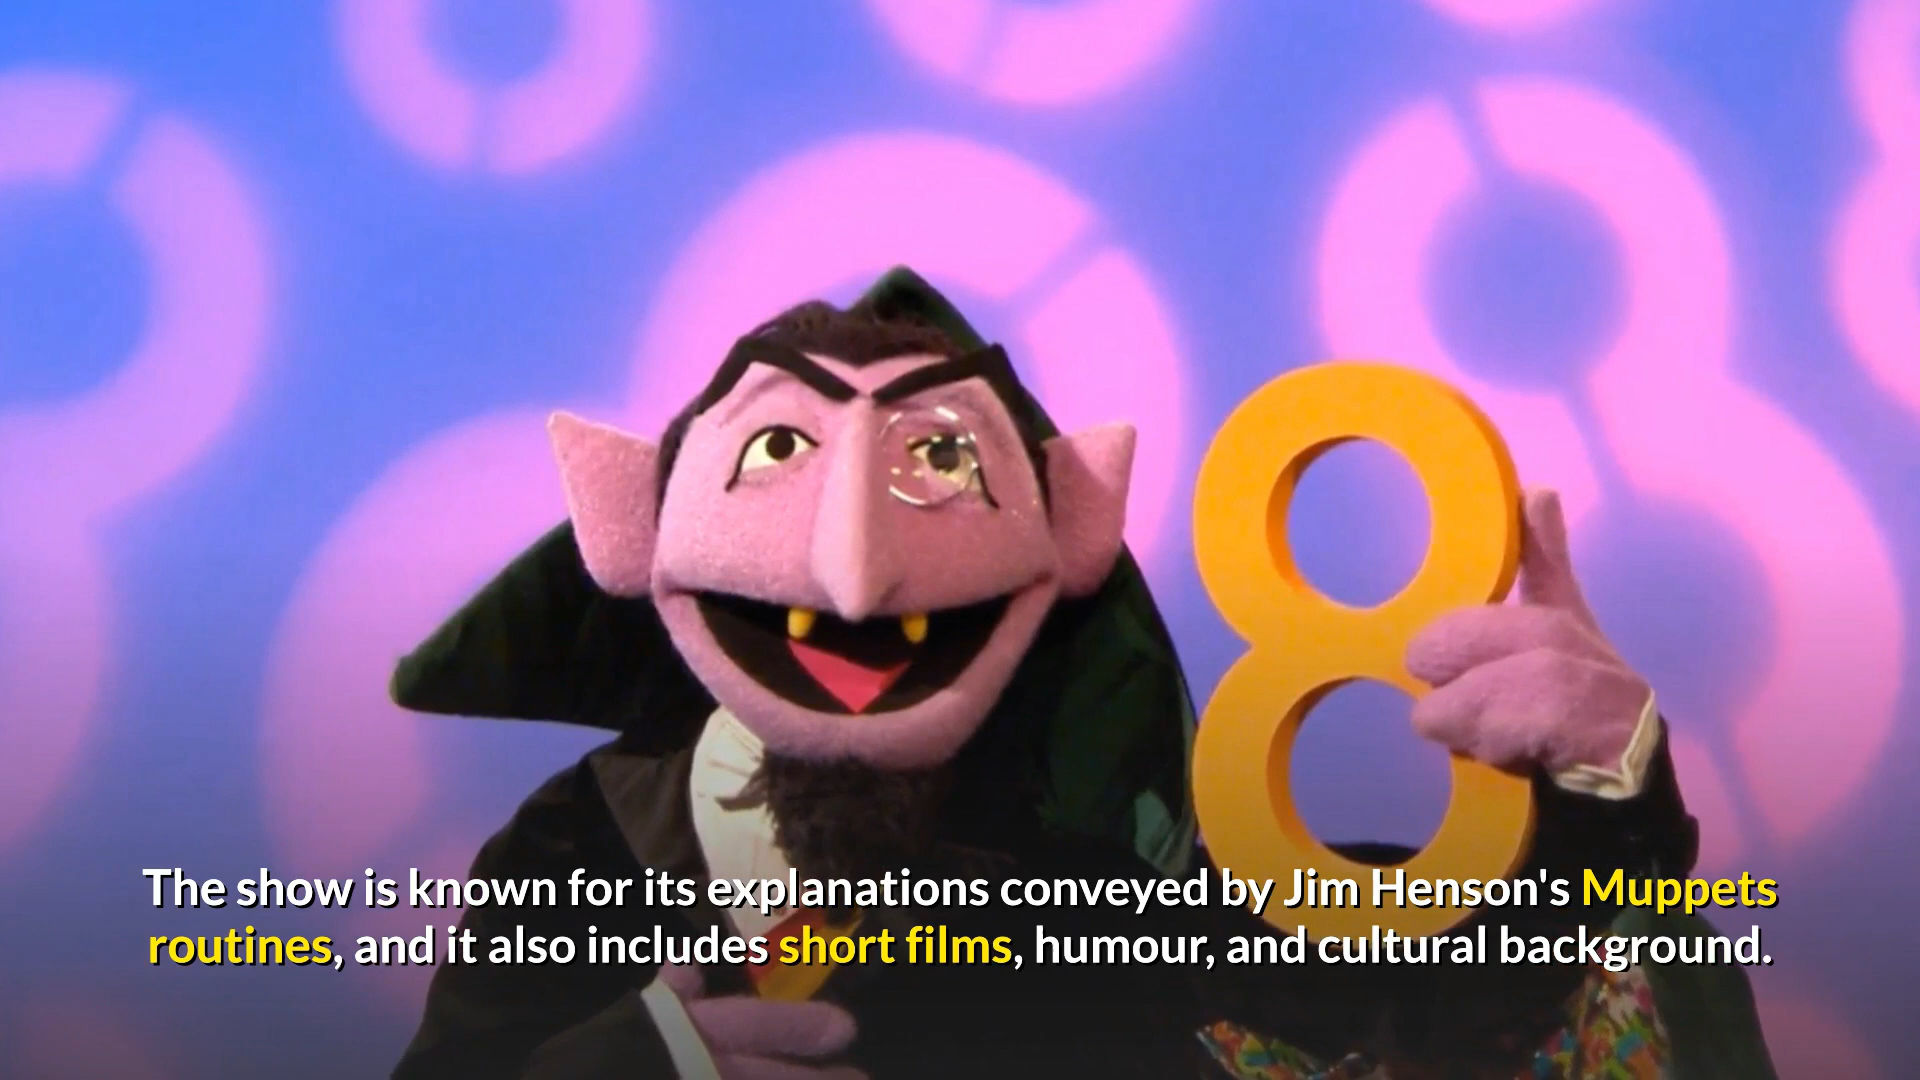 8
The show is known for its explanations conveyed by Jim Henson's Muppets
routines, and it also includes short films, humour, and cultural background.